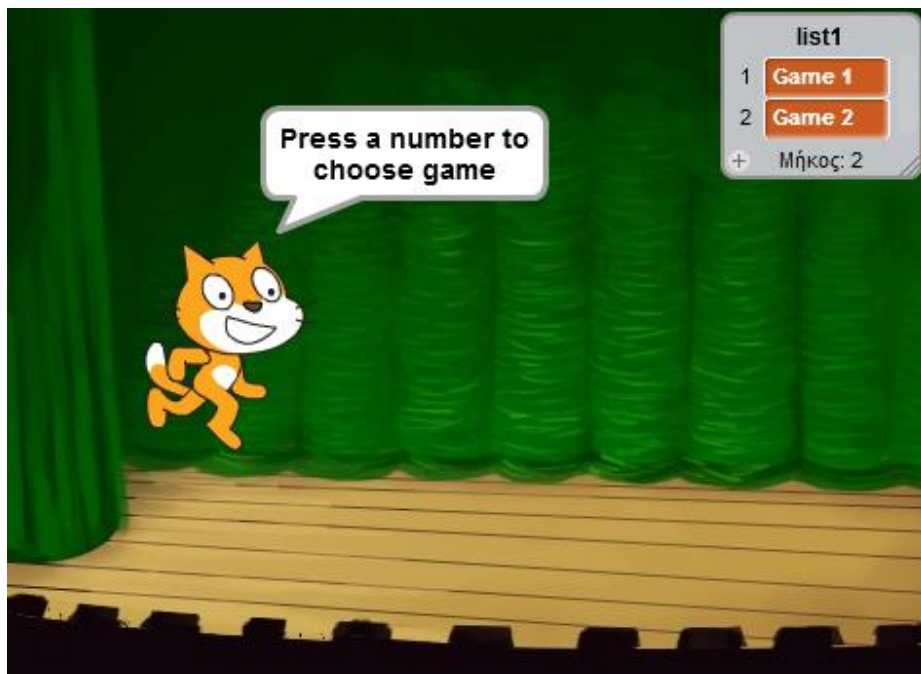 list1
1 Game 1
2 Game 2
+ Μήκος: 2
Press a number to
choose game